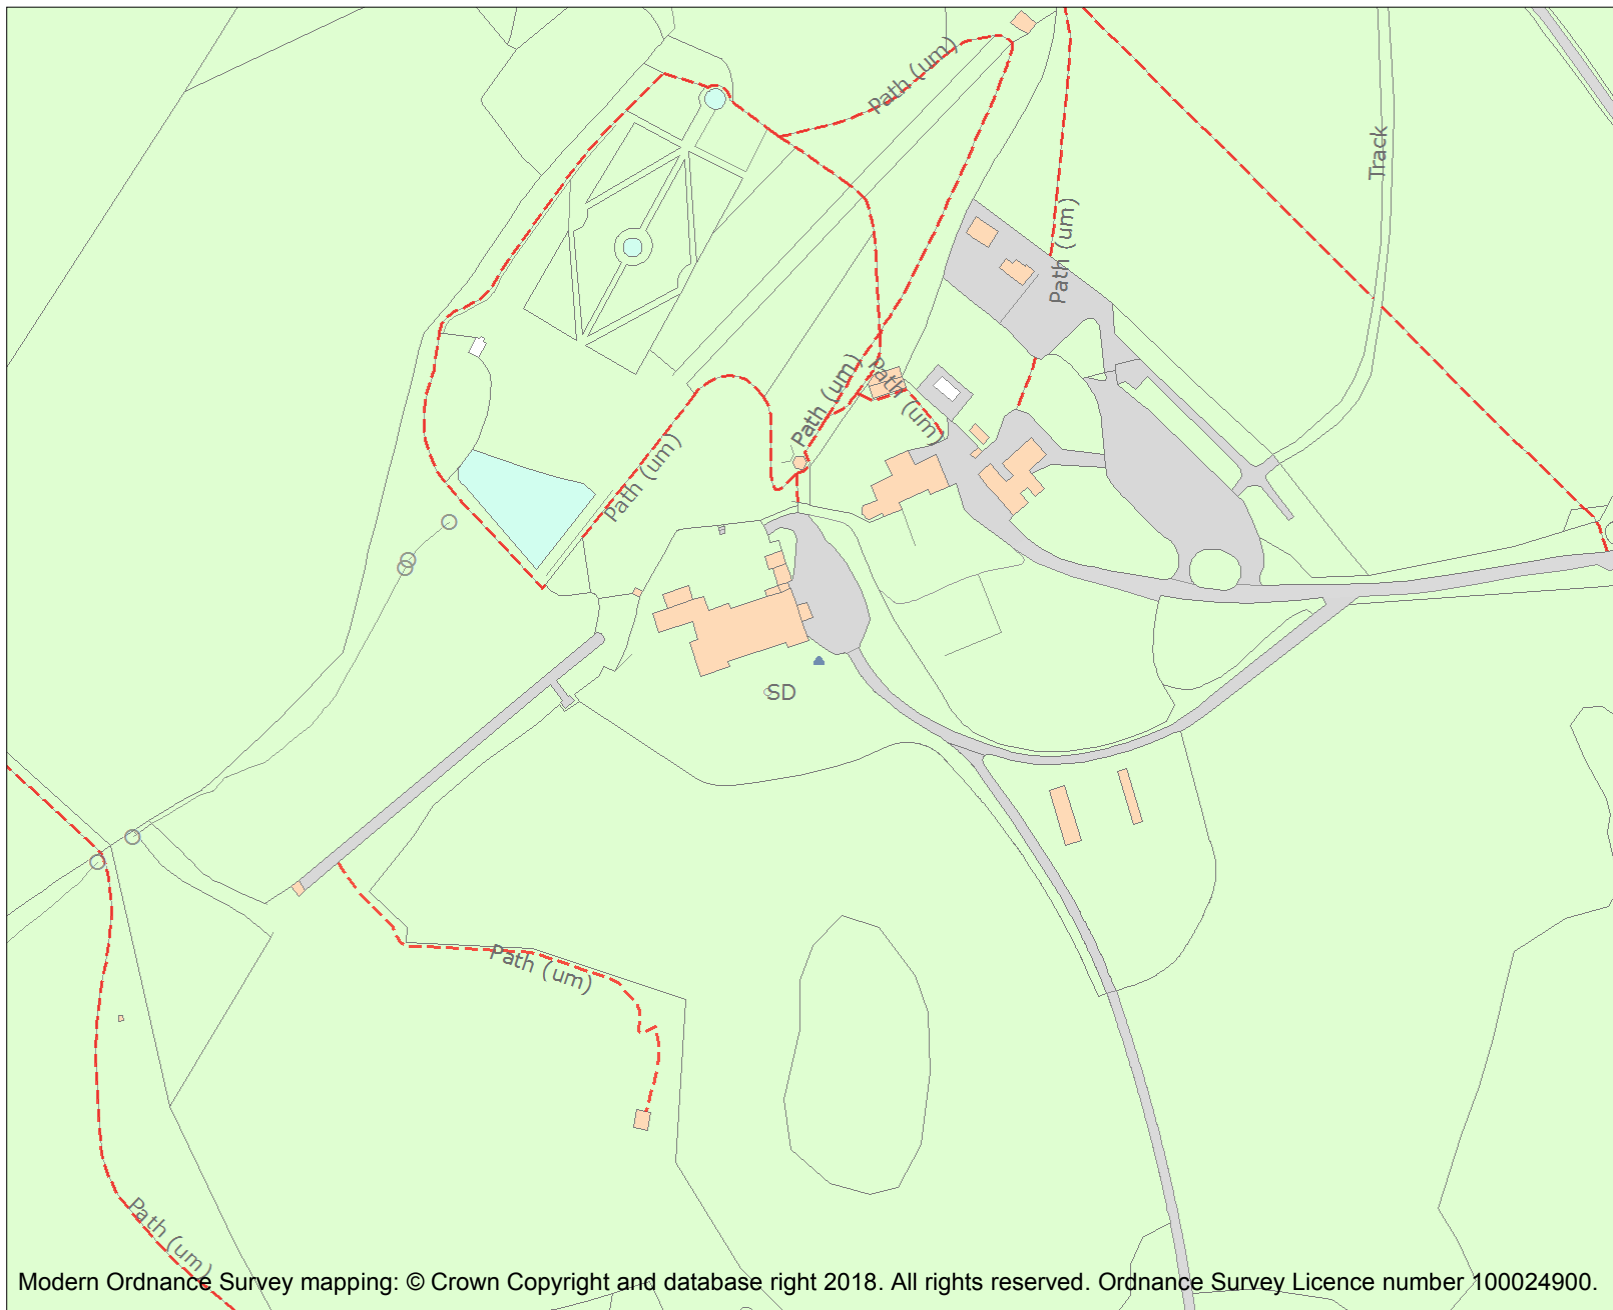 Path (um)
Track
Path (um)
Path (um)
Path (um)
Path (um)
SD
Path (um)
Path (um)
Modern Ordnance Survey mapping: © Crown Copyright and database right 2018. All rights reserved. Ordnance Survey Licence number 100024900.